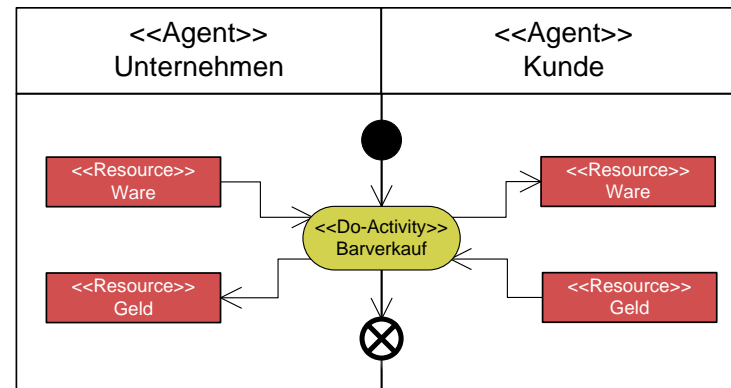 <<Agent>>
Unternehmen
<<Agent>>
Kunde
<<Resource>>
Ware
<<Resource>>
Ware
<<Do-Activity>>
Barverkauf
<<Resource>>
Geld
<<Resource>>
Geld